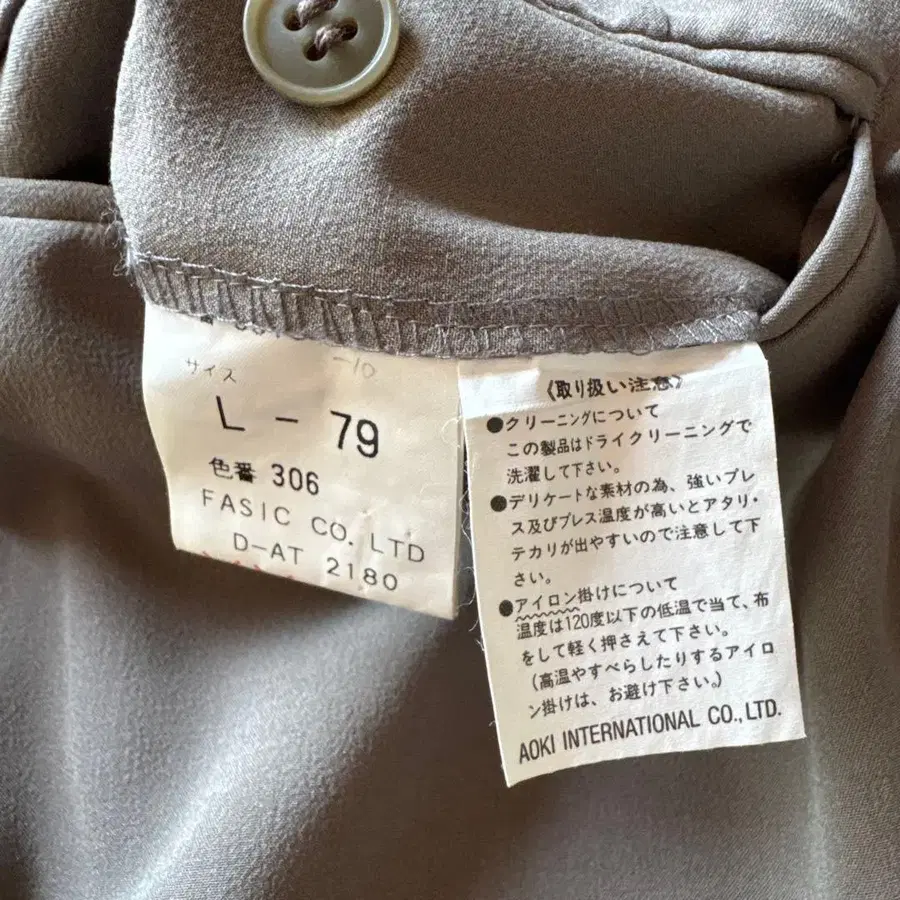 サイズ
-10
L - 79
色番 306
FASIC CO. LTD
D-AT 2180
《取り扱い注意》
●クリーニングについて
この製品はドライクリーニングで
洗濯して下さい。
●デリケートな素材の為、強いプレ
ス及びプレス温度が高いとアタリ・
テカリが出やすいので注意して下
さい。
●アイロン掛けについて
温度は120度以下の低温で当て、布
をして軽く押さえて下さい。
(高温やすべらしたりするアイロ
ン掛けは、お避け下さい。)
AOKI INTERNATIONAL CO., LTD.